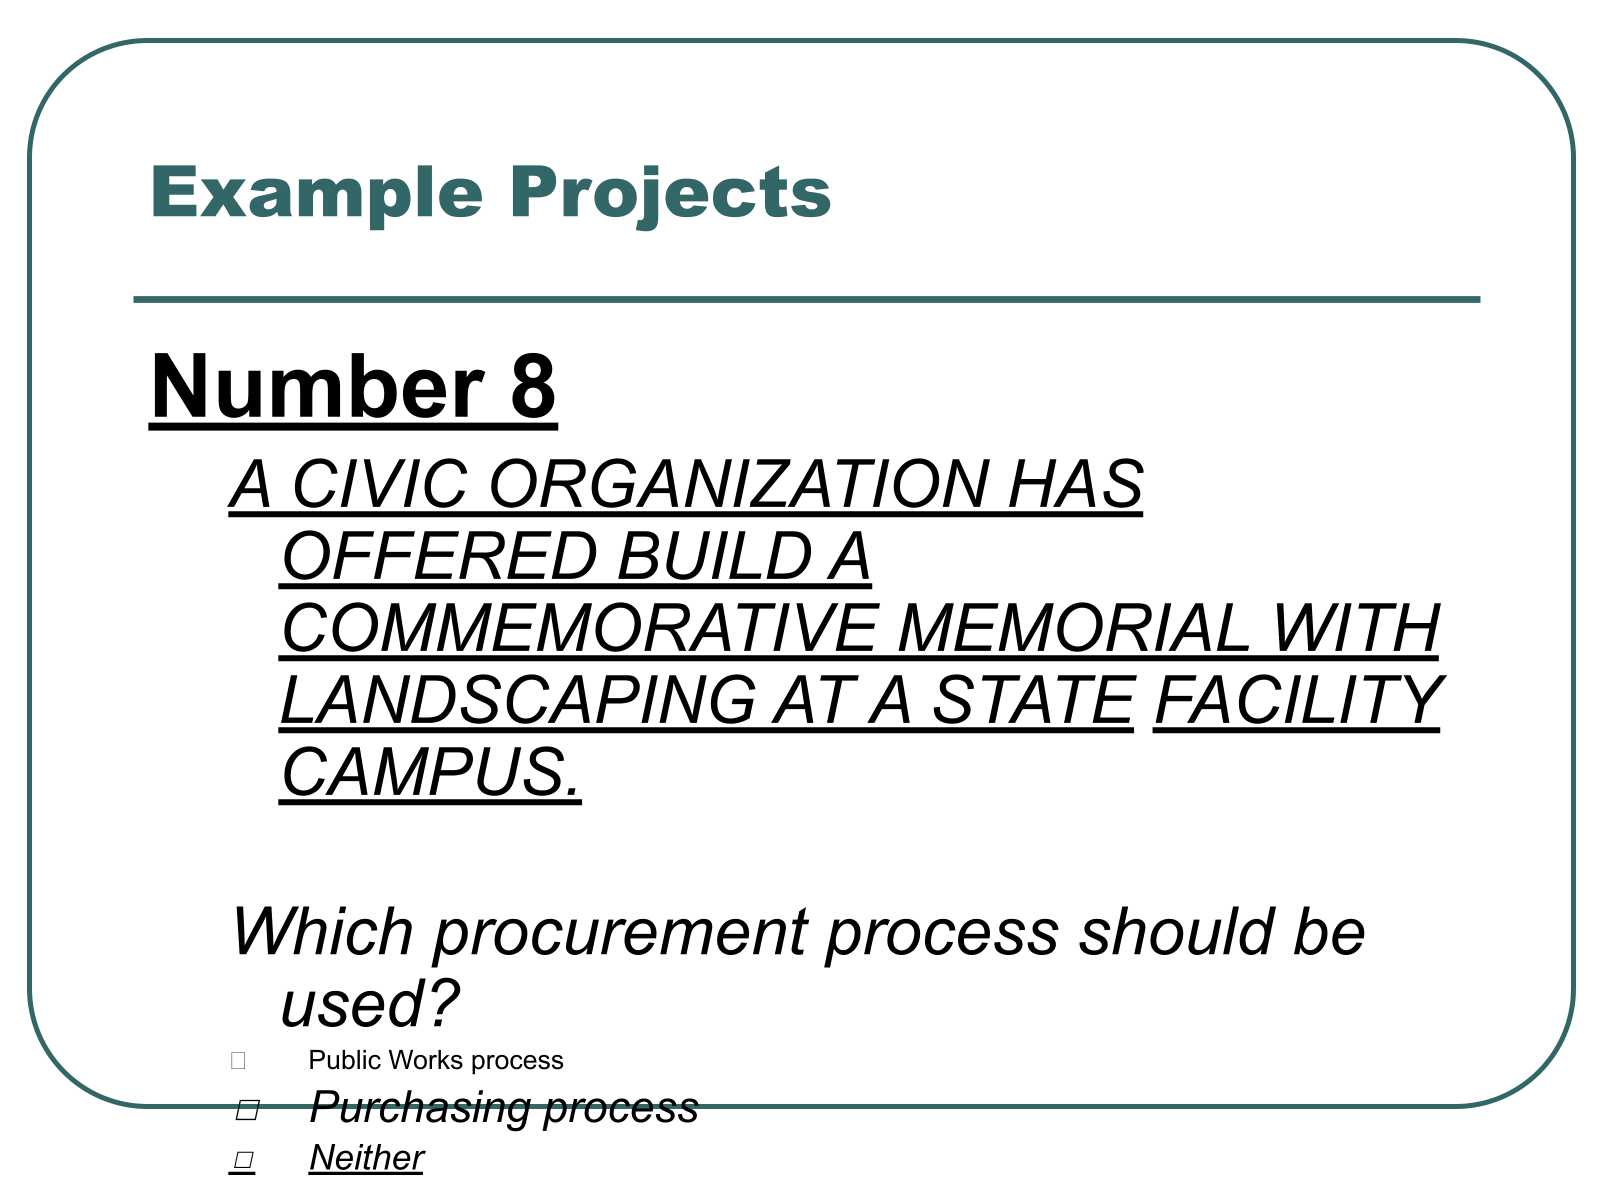 Example Projects
Number 8
A CIVIC ORGANIZATION HAS
OFFERED BUILD A
COMMEMORATIVE MEMORIAL WITH
LANDSCAPING AT A STATE FACILITY
CAMPUS.
Which procurement process should be
used?
□ Public Works process
□ Purchasing process
□ Neither